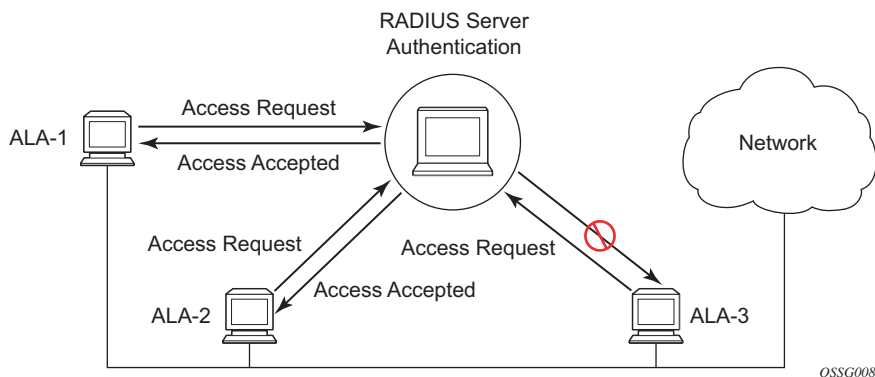 RADIUS Server
Authentication
Access Request
ALA-1
Access Accepted
Network
Access Request
Access Request
Access Accepted
ALA-2
ALA-3
OSSG008